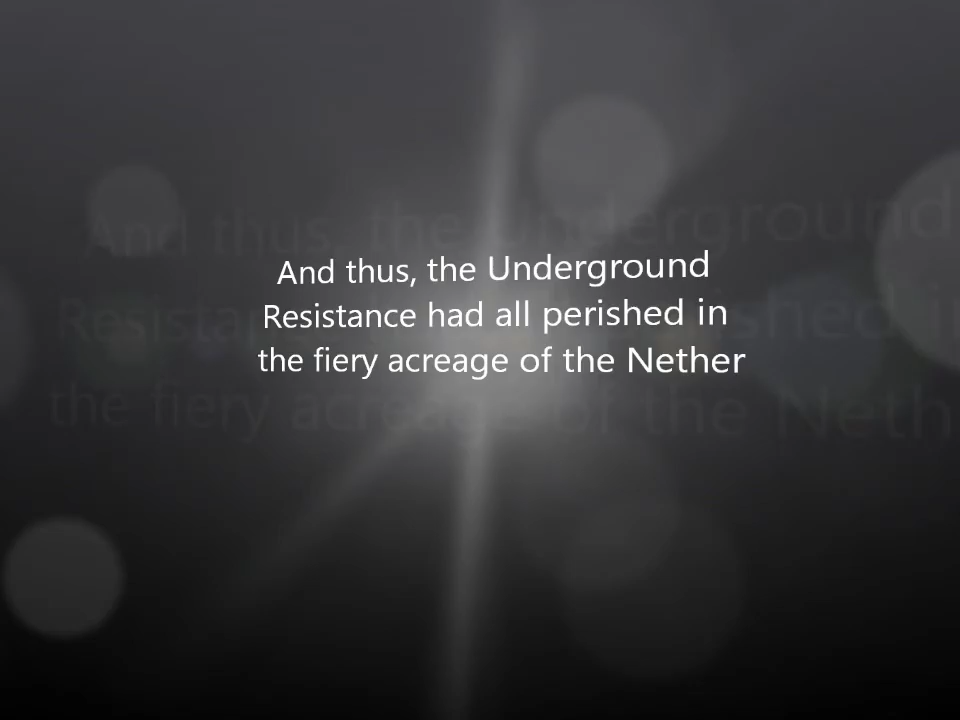 And thus, the Underground
Resistance had all perished in
the fiery acreage of the Nether